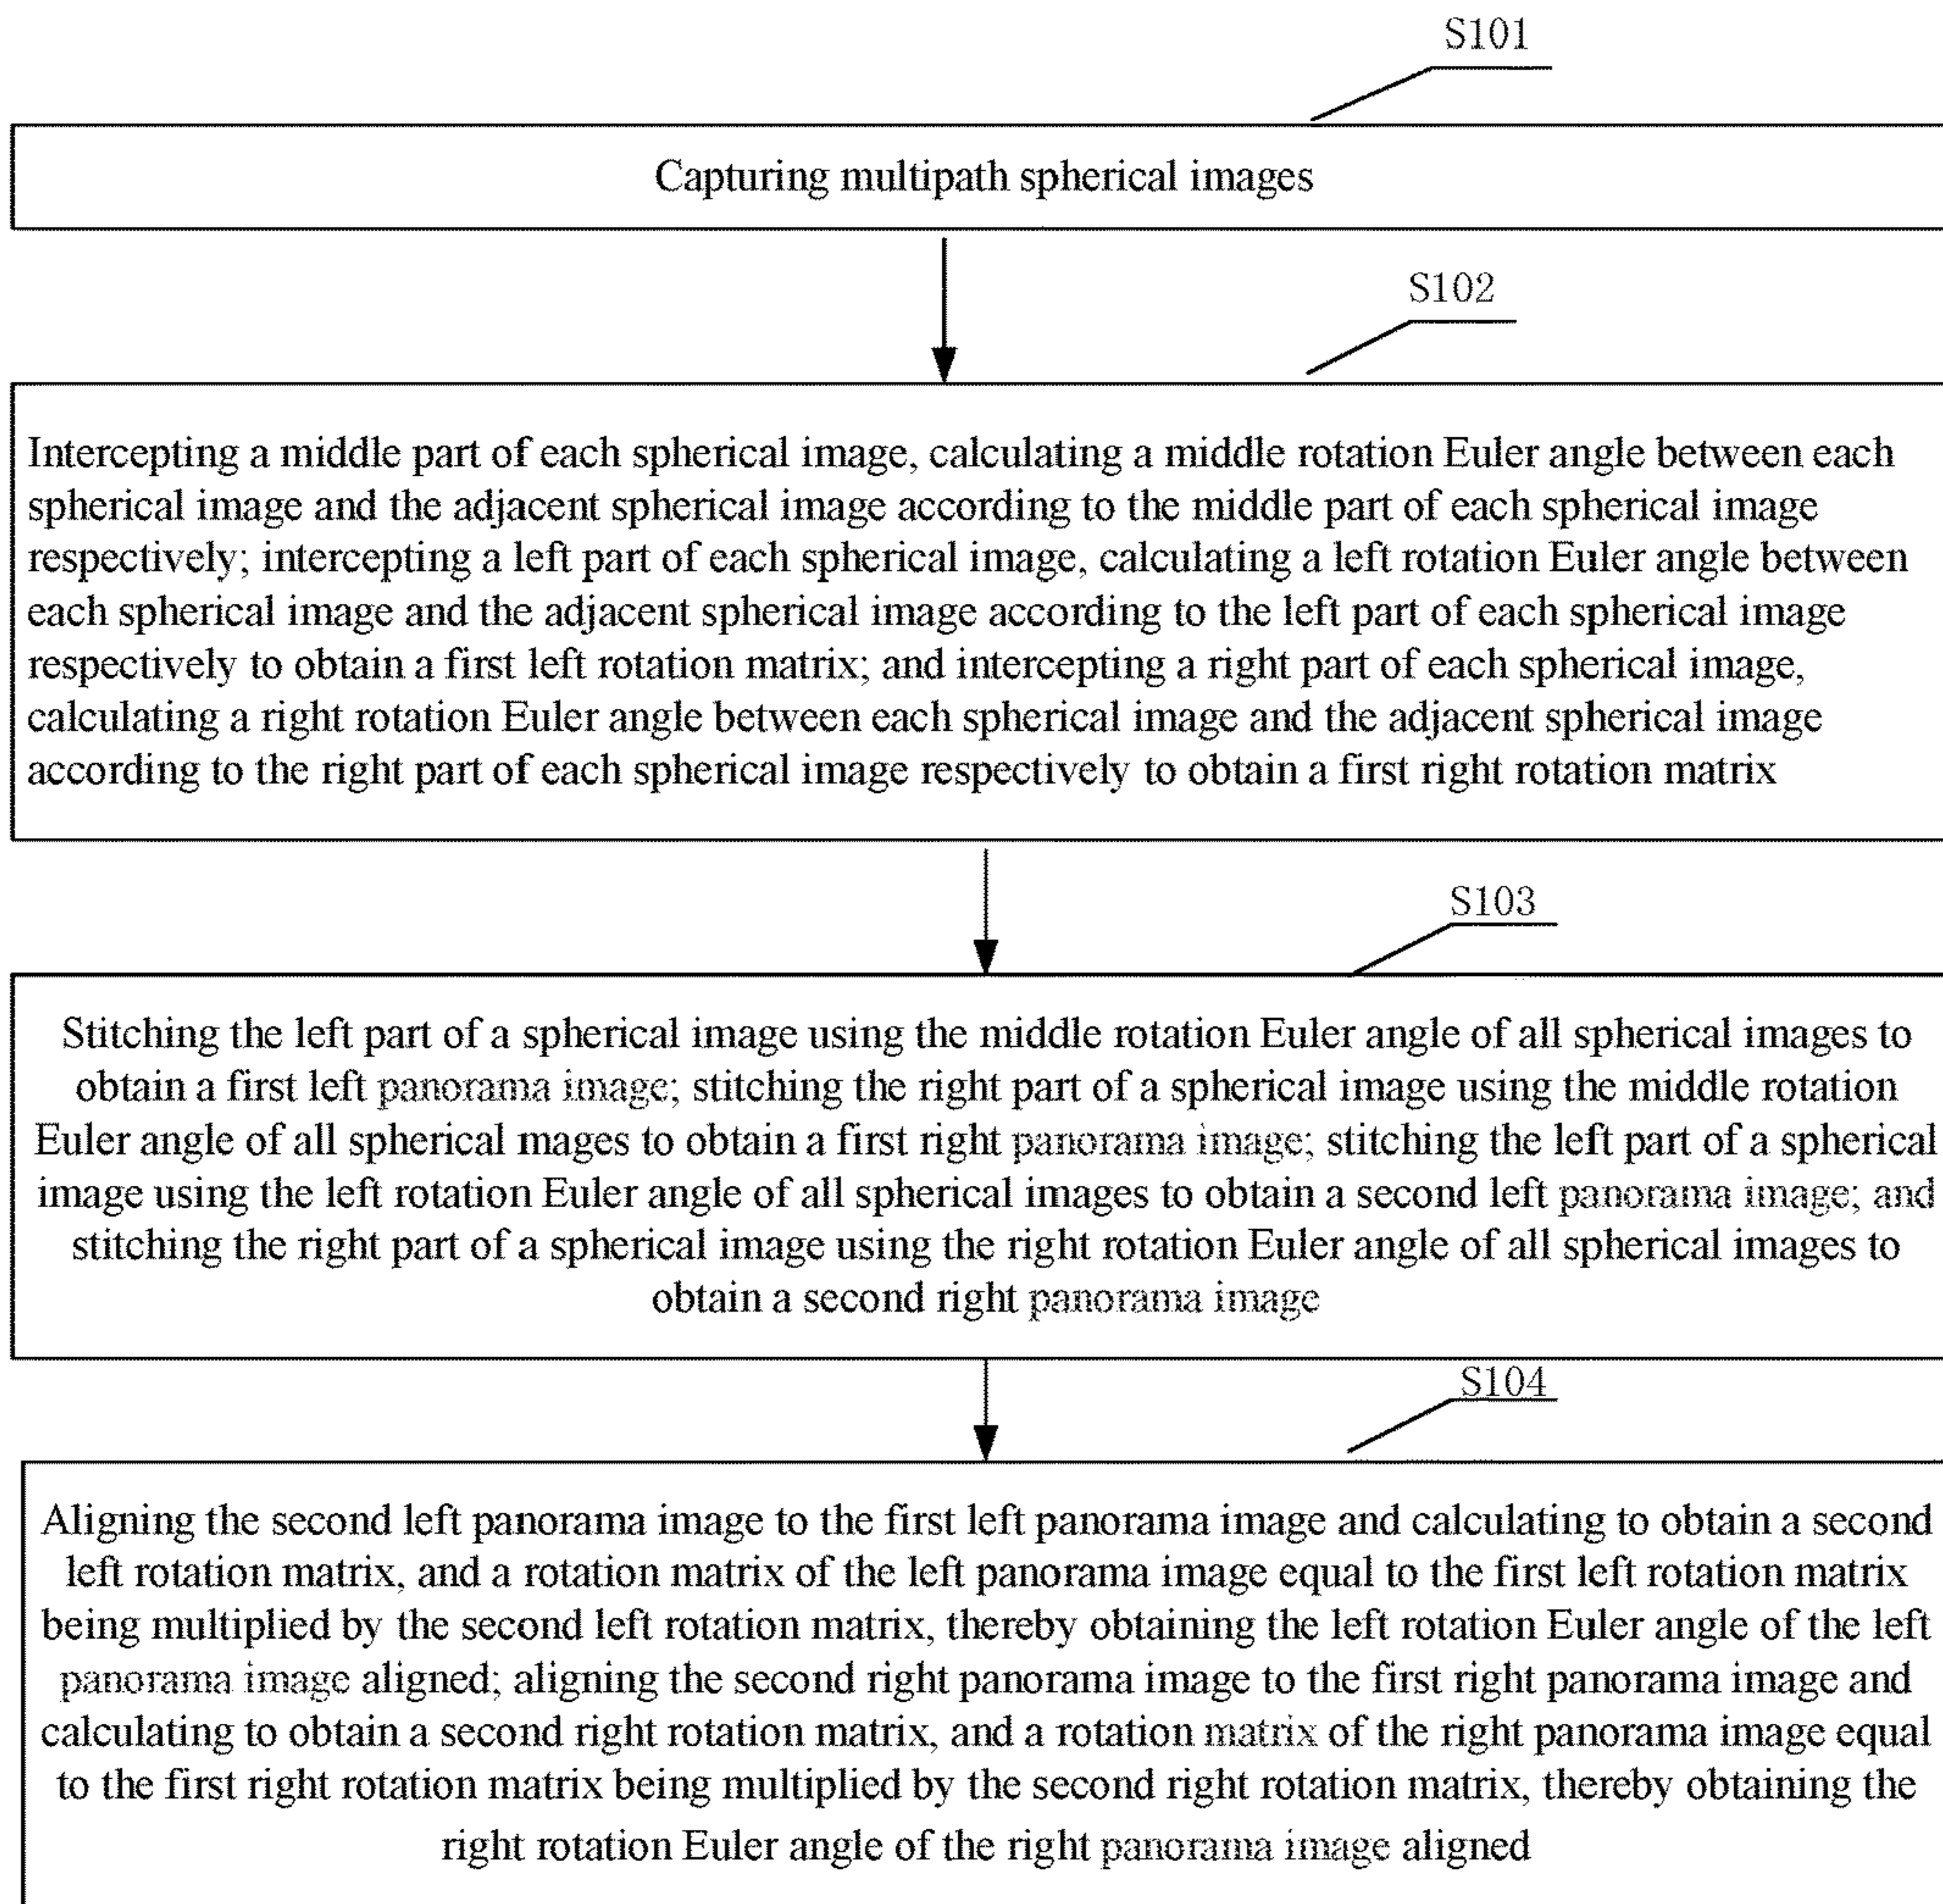 S101
Capturing multipath spherical images
S102
Intercepting a middle part of each spherical image, calculating a middle rotation Euler angle between each
spherical image and the adjacent spherical image according to the middle part of each spherical image
respectively; intercepting a left part of each spherical image, calculating a left rotation Euler angle between
each spherical image and the adjacent spherical image according to the left part of each spherical image
respectively to obtain a first left rotation matrix; and intercepting a right part of each spherical image,
calculating a right rotation Euler angle between each spherical image and the adjacent spherical image
according to the right part of each spherical image respectively to obtain a first right rotation matrix
S103
Stitching the left part of a spherical image using the middle rotation Euler angle of all spherical images to
obtain a first left panorama image; stitching the right part of a spherical image using the middle rotation
Euler angle of all spherical mages to obtain a first right panorama image; stitching the left part of a spherical
image using the left rotation Euler angle of all spherical images to obtain a second left panorama image; and
stitching the right part of a spherical image using the right rotation Euler angle of all spherical images to
obtain a second right panorama image
S104
Aligning the second left panorama image to the first left panorama image and calculating to obtain a second
left rotation matrix, and a rotation matrix of the left panorama image equal to the first left rotation matrix
being multiplied by the second left rotation matrix, thereby obtaining the left rotation Euler angle of the left
panorama image aligned; aligning the second right panorama image to the first right panorama image and
calculating to obtain a second right rotation matrix, and a rotation matrix of the right panorama image equal
to the first right rotation matrix being multiplied by the second right rotation matrix, thereby obtaining the
right rotation Euler angle of the right panorama image aligned